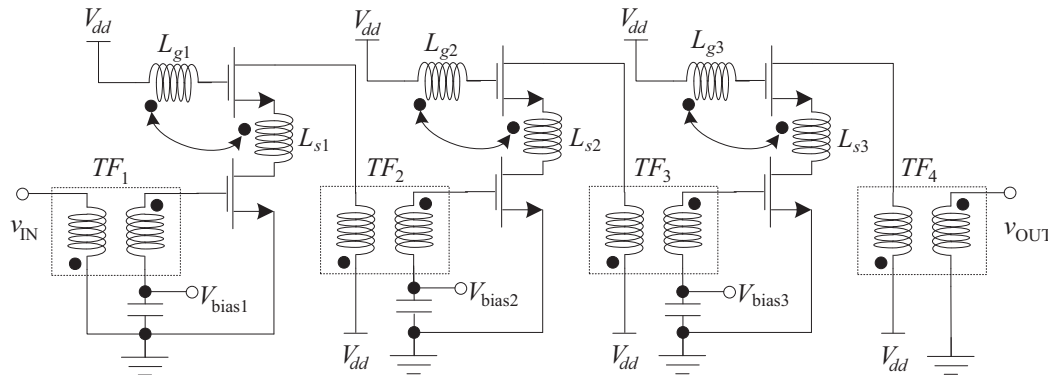 V_dd L_g1 V_dd L_g2 V_dd L_g3
L_s1 L_s2 L_s3
TF_1 TF_2 TF_3 TF_4
v_IN v_OUT
V_bias1 V_bias2 V_bias3
V_dd V_dd V_dd